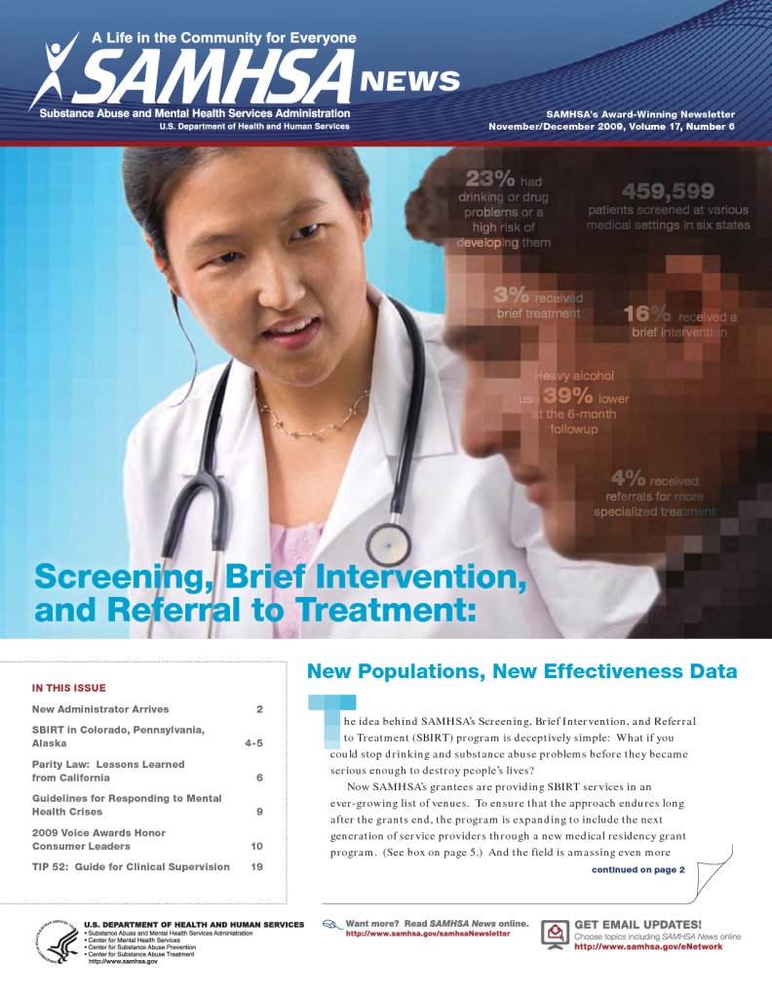 A Life in the Community for Everyone
SAMHSA NEWS
Substance Abuse and Mental Health Services Administration
U.S. Department of Health and Human Services
SAMHSA's Award-Winning Newsletter
November/December 2009, Volume 17, Number 6
23% had
drinking or drug
problems or a
high risk of
developing them
459,599
patients screened at various
medical settings in six states
3% received
brief treatment
16% received a
brief intervention
Heavy alcohol
use 39% lower
at the 6-month
followup
4% received
referrals for more
specialized treatment
Screening, Brief Intervention,
and Referral to Treatment:
IN THIS ISSUE
New Administrator Arrives 2
SBIRT in Colorado, Pennsylvania,
Alaska 4-5
Parity Law: Lessons Learned
from California 6
Guidelines for Responding to Mental
Health Crises 9
2009 Voice Awards Honor
Consumer Leaders 10
TIP 52: Guide for Clinical Supervision 19
New Populations, New Effectiveness Data
The idea behind SAMHSA's Screening, Brief Intervention, and Referral
to Treatment (SBIRT) program is deceptively simple: What if you
could stop drinking and substance abuse problems before they became
serious enough to destroy people's lives?
Now SAMHSA's grantees are providing SBIRT services in an
ever-growing list of venues. To ensure that the approach endures long
after the grants end, the program is expanding to include the next
generation of service providers through a new medical residency grant
program. (See box on page 5.) And the field is amassing even more
continued on page 2
U.S. DEPARTMENT OF HEALTH AND HUMAN SERVICES
• Substance Abuse and Mental Health Services Administration
• Center for Mental Health Services
• Center for Substance Abuse Prevention
• Center for Substance Abuse Treatment
http://www.samhsa.gov
Want more? Read SAMHSA News online.
http://www.samhsa.gov/samhsaNewsletter
GET EMAIL UPDATES!
Choose topics including SAMHSA News online
http://www.samhsa.gov/eNetwork